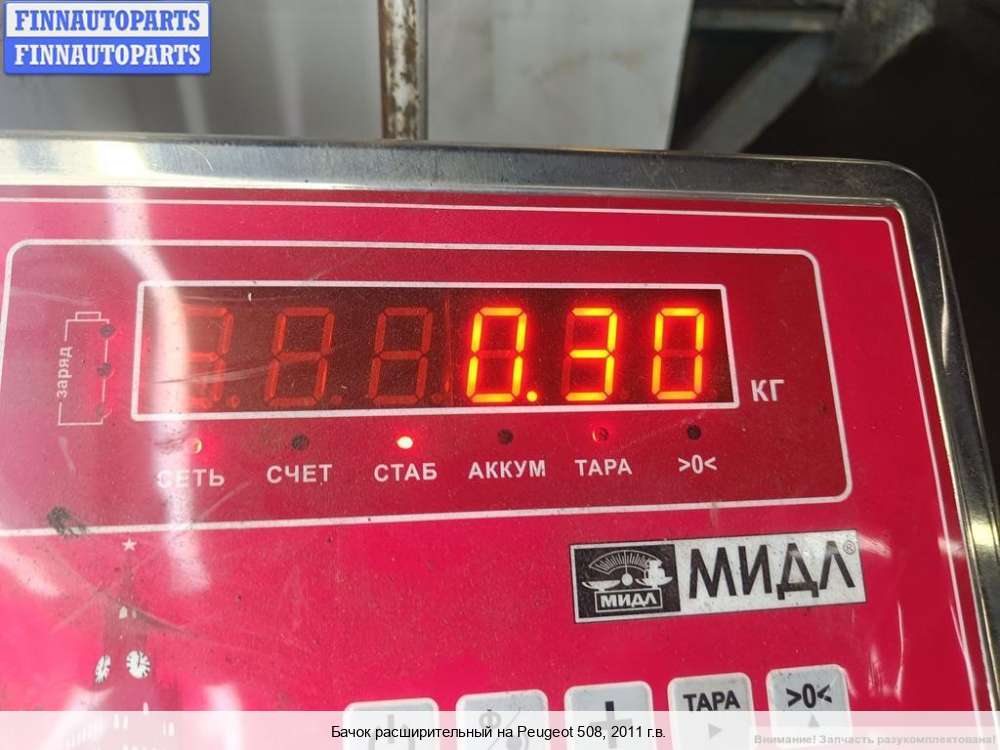 FINNAUTOPARTS
FINNAUTOPARTS
заряд
0.30
КГ
СЕТЬ СЧЕТ СТАБ АККУМ ТАРА >0<
МИДЛ
МИДЛ®
ТАРА
>0<
Бачок расширительный на Peugeot 508, 2011 г.в.
Внимание! Запчасть разукомплектована!